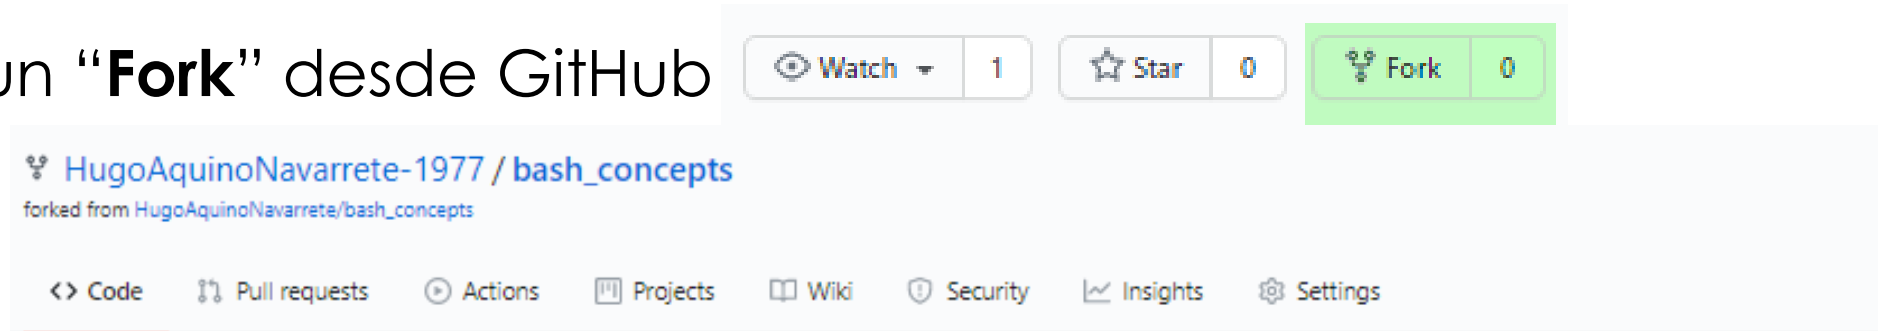 un “Fork” desde GitHub Watch 1 Star 0 Fork 0
HugoAquinoNavarrete-1977 / bash_concepts
forked from HugoAquinoNavarrete/bash_concepts
<> Code Pull requests Actions Projects Wiki Security Insights Settings